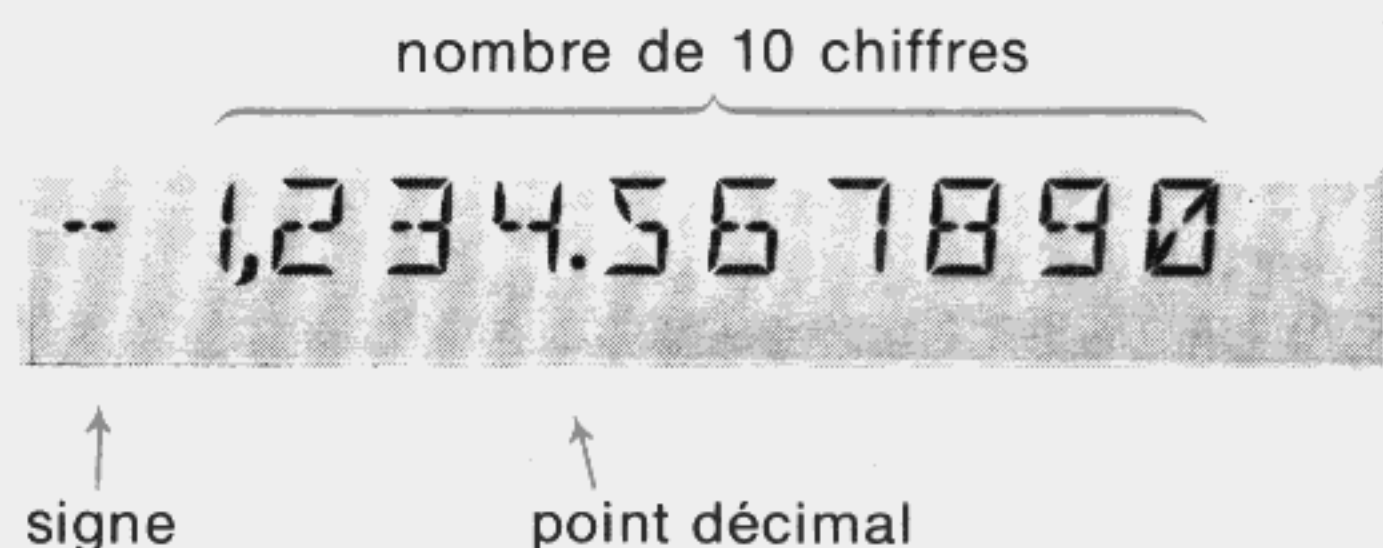 nombre de 10 chiffres
- 1,234.567890
signe point décimal